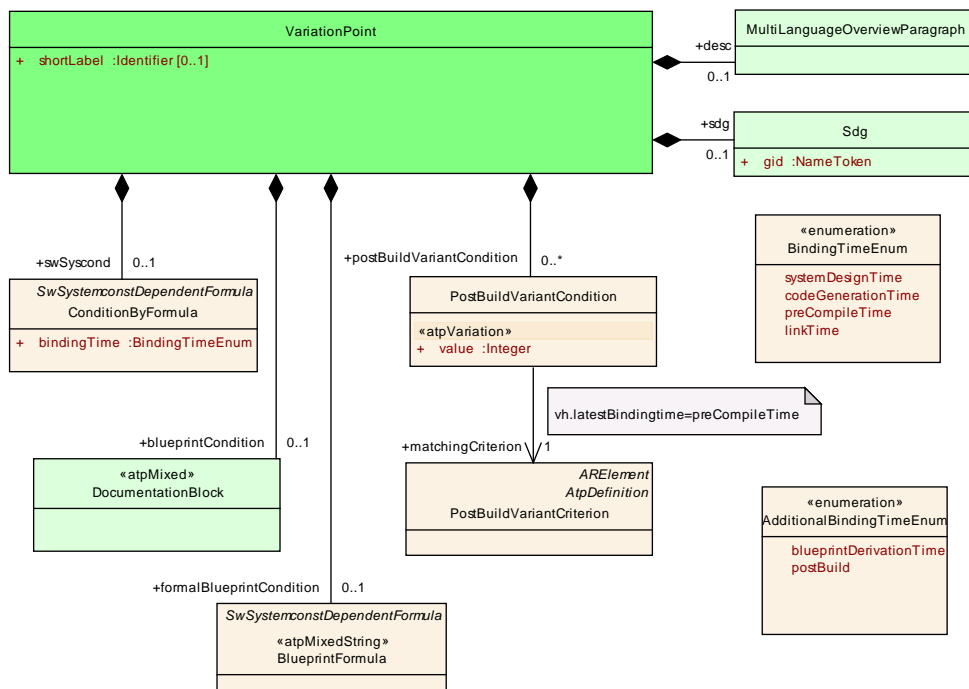 VariationPoint
+ shortLabel :Identifier [0..1]
MultiLanguageOverviewParagraph
+desc
0..1
Sdg
+ gid :NameToken
+sdg
0..1
«enumeration»
BindingTimeEnum
systemDesignTime
codeGenerationTime
preCompileTime
linkTime
+swSyscond 0..1
SwSystemconstDependentFormula
ConditionByFormula
+ bindingTime :BindingTimeEnum
+postBuildVariantCondition 0..*
PostBuildVariantCondition
«atpVariation»
+ value :Integer
vh.latestBindingtime=preCompileTime
+blueprintCondition 0..1
«atpMixed»
DocumentationBlock
+matchingCriterion 1
ARElement
AtpDefinition
PostBuildVariantCriterion
«enumeration»
AdditionalBindingTimeEnum
blueprintDerivationTime
postBuild
+formalBlueprintCondition 0..1
SwSystemconstDependentFormula
«atpMixedString»
BlueprintFormula